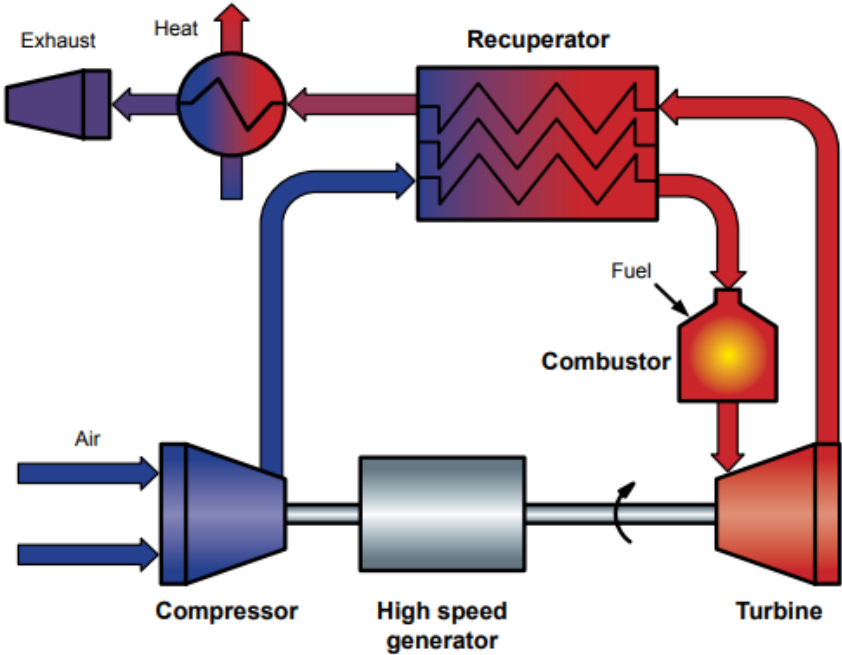 Exhaust
Heat
Recuperator
Fuel
Combustor
Air
Compressor
High speed
generator
Turbine